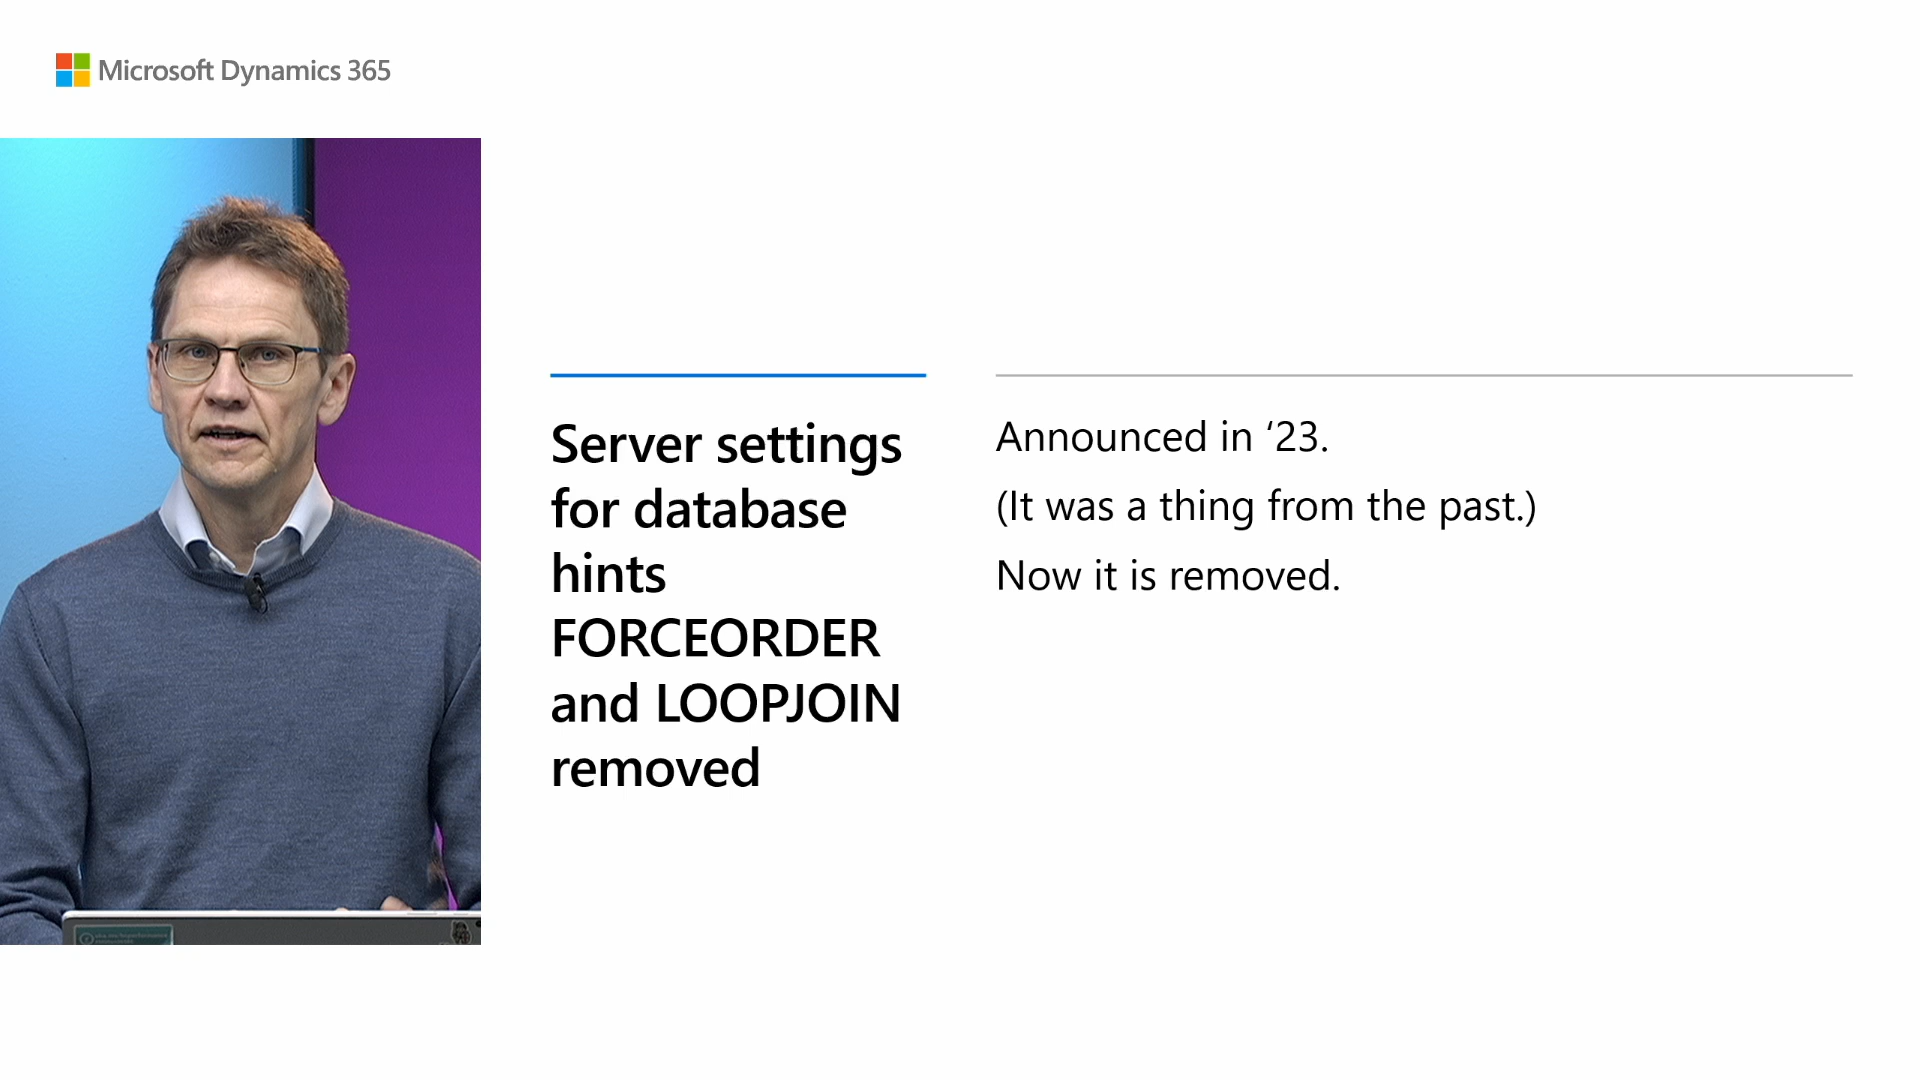 Microsoft Dynamics 365
Server settings
for database
hints
FORCEORDER
and LOOPJOIN
removed
Announced in ‘23.
(It was a thing from the past.)
Now it is removed.